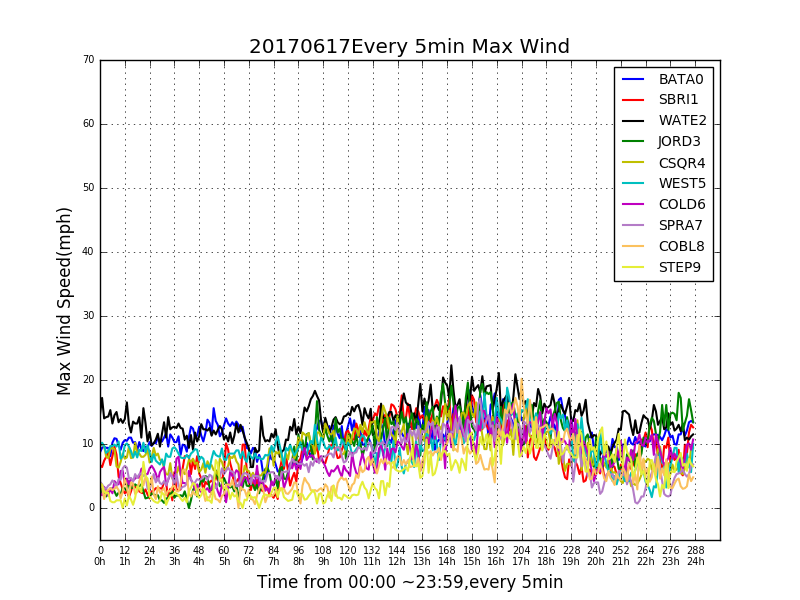 20170617Every 5min Max Wind
70
60
50
40
30
20
10
0
Max Wind Speed(mph)
BATA0
SBRI1
WATE2
JORD3
CSQR4
WEST5
COLD6
SPRA7
COBL8
STEP9
0 12 24 36 48 60 72 84 96 108 120 132 144 156 168 180 192 204 216 228 240 252 264 276 288
0h 1h 2h 3h 4h 5h 6h 7h 8h 9h 10h 11h 12h 13h 14h 15h 16h 17h 18h 19h 20h 21h 22h 23h 24h
Time from 00:00 ~23:59,every 5min